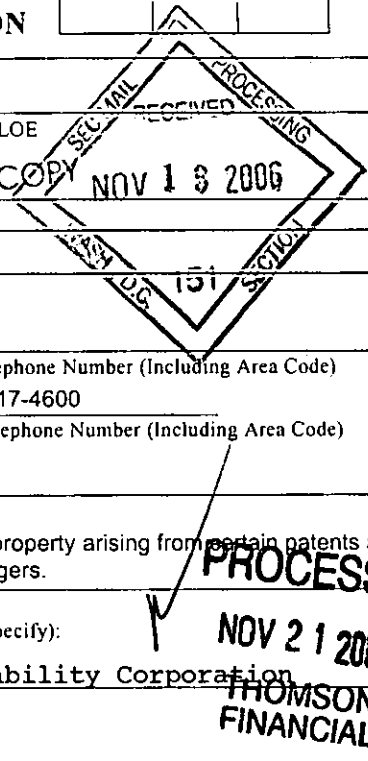 ON
SEC MAIL PROCESSING
RECEIVED
LOE
COPY
NOV 1 2006
WASH D.C. 151 SECTION
ephone Number (Including Area Code)
17-4600
ephone Number (Including Area Code)
property arising from certain patents
gers.
PROCESS
ecify):
NOV 2 1 20
ability Corporation
THOMSON
FINANCIAL